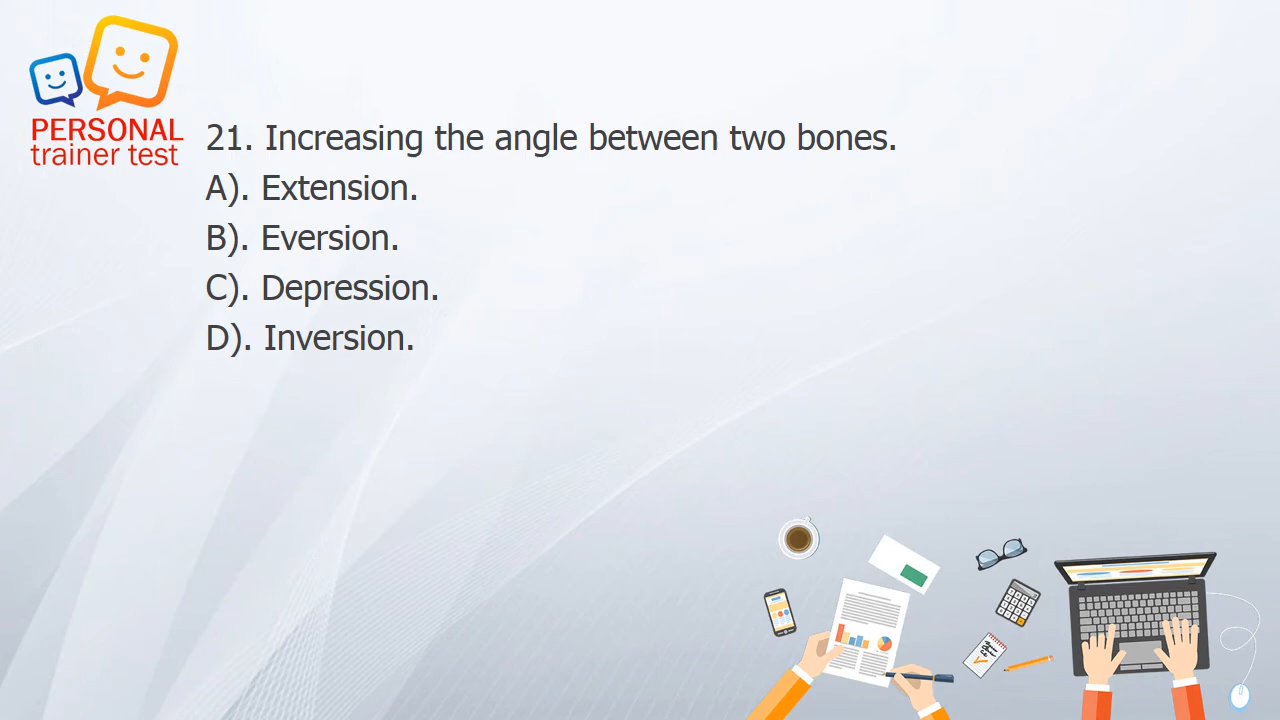 PERSONAL
trainer test
21. Increasing the angle between two bones.
A). Extension.
B). Eversion.
C). Depression.
D). Inversion.